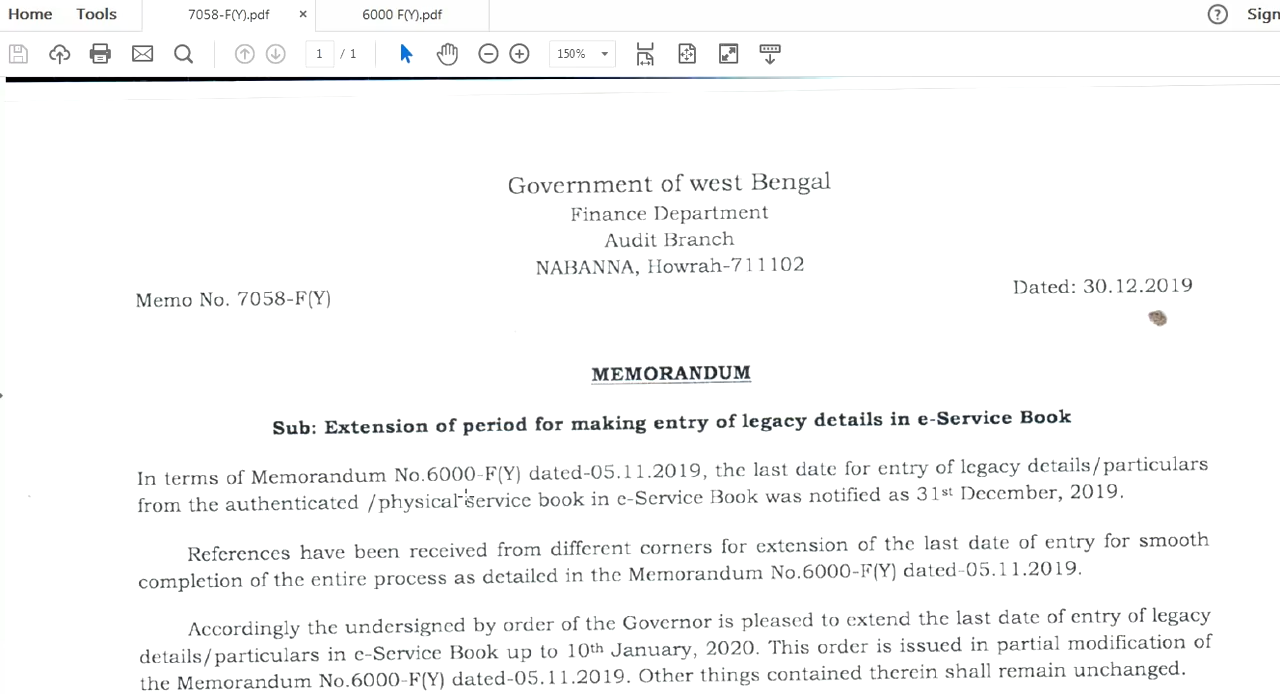 Home Tools 7058-F(Y).pdf × 6000 F(Y).pdf ? Sign
1 / 1 150%
Government of west Bengal
Finance Department
Audit Branch
NABANNA, Howrah-711102
Memo No. 7058-F(Y) Dated: 30.12.2019
MEMORANDUM
Sub: Extension of period for making entry of legacy details in e-Service Book
In terms of Memorandum No.6000-F(Y) dated-05.11.2019, the last date for entry of legacy details/particulars
from the authenticated /physical service book in e-Service Book was notified as 31st December, 2019.
References have been received from different corners for extension of the last date of entry for smooth
completion of the entire process as detailed in the Memorandum No.6000-F(Y) dated-05.11.2019.
Accordingly the undersigned by order of the Governor is pleased to extend the last date of entry of legacy
details/particulars in e-Service Book up to 10th January, 2020. This order is issued in partial modification of
the Memorandum No.6000-F(Y) dated-05.11.2019. Other things contained therein shall remain unchanged.